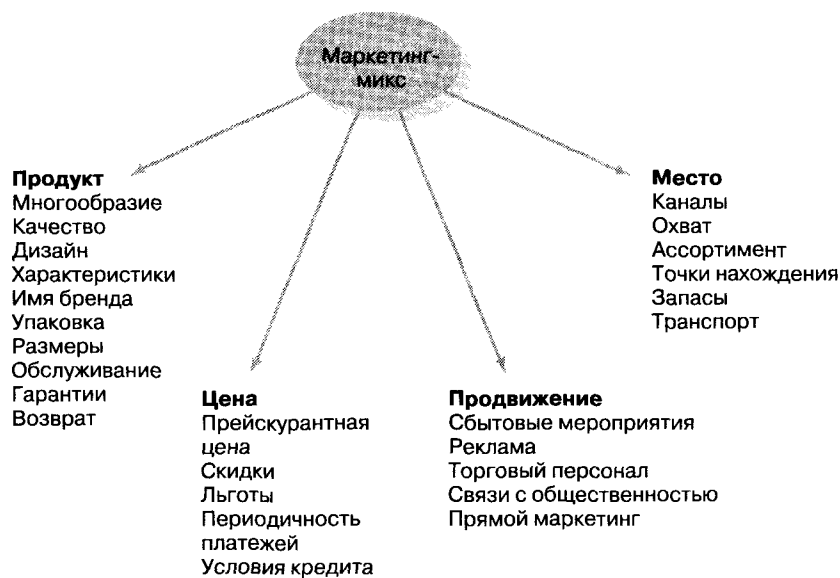 Маркетинг-
микс
Продукт
Многообразие
Качество
Дизайн
Характеристики
Имя бренда
Упаковка
Размеры
Обслуживание
Гарантии
Возврат
Цена
Прейскурантная
цена
Скидки
Льготы
Периодичность
платежей
Условия кредита
Продвижение
Сбытовые мероприятия
Реклама
Торговый персонал
Связи с общественностью
Прямой маркетинг
Место
Каналы
Охват
Ассортимент
Точки нахождения
Запасы
Транспорт